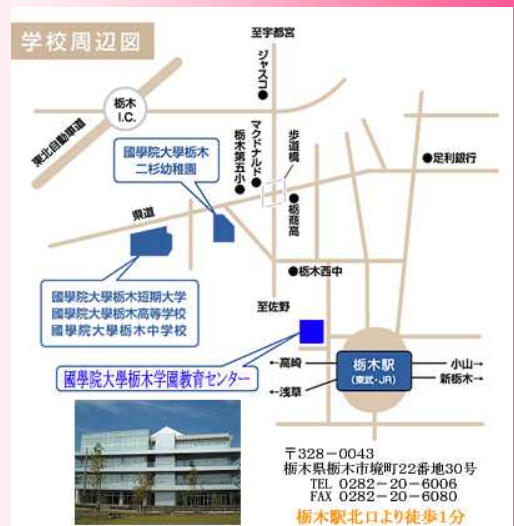 学校周辺図
至宇都宮
ジャスコ
栃木
I.C.
東北自動車道
國學院大學栃木
二杉幼稚園
栃木第五小
マクドナルド
歩道橋
足利銀行
県道
栃商高
栃木西中
國學院大學栃木短期大学
國學院大學栃木高等学校
國學院大學栃木中学校
至佐野
國學院大學栃木学園教育センター
←高崎
←浅草
栃木駅
(東武・JR)
小山→
新栃木→
〒328-0043
栃木県栃木市境町22番地30号
TEL 0282-20-6006
FAX 0282-20-6080
栃木駅北口より徒歩1分